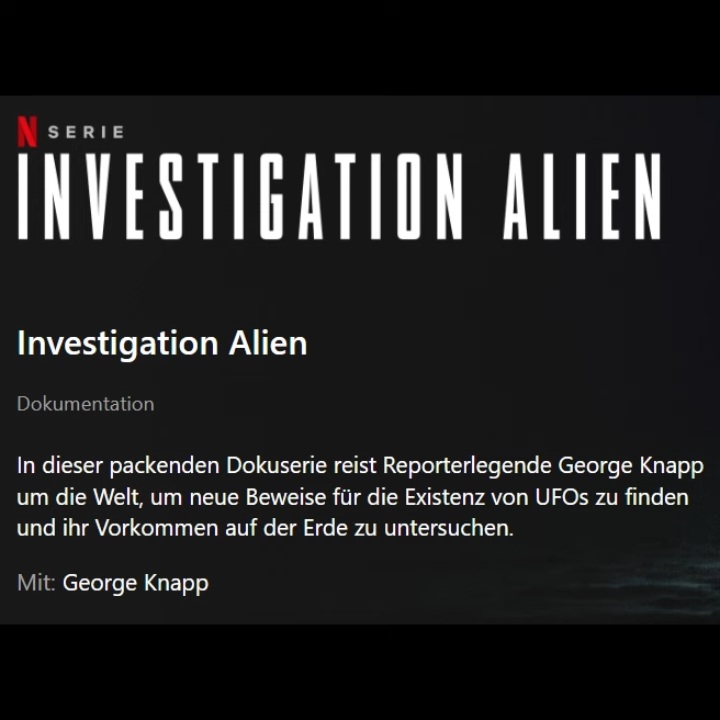 N SERIE
INVESTIGATION ALIEN
Investigation Alien
Dokumentation
In dieser packenden Dokuserie reist Reporterlegende George Knapp
um die Welt, um neue Beweise für die Existenz von UFOs zu finden
und ihr Vorkommen auf der Erde zu untersuchen.
Mit: George Knapp